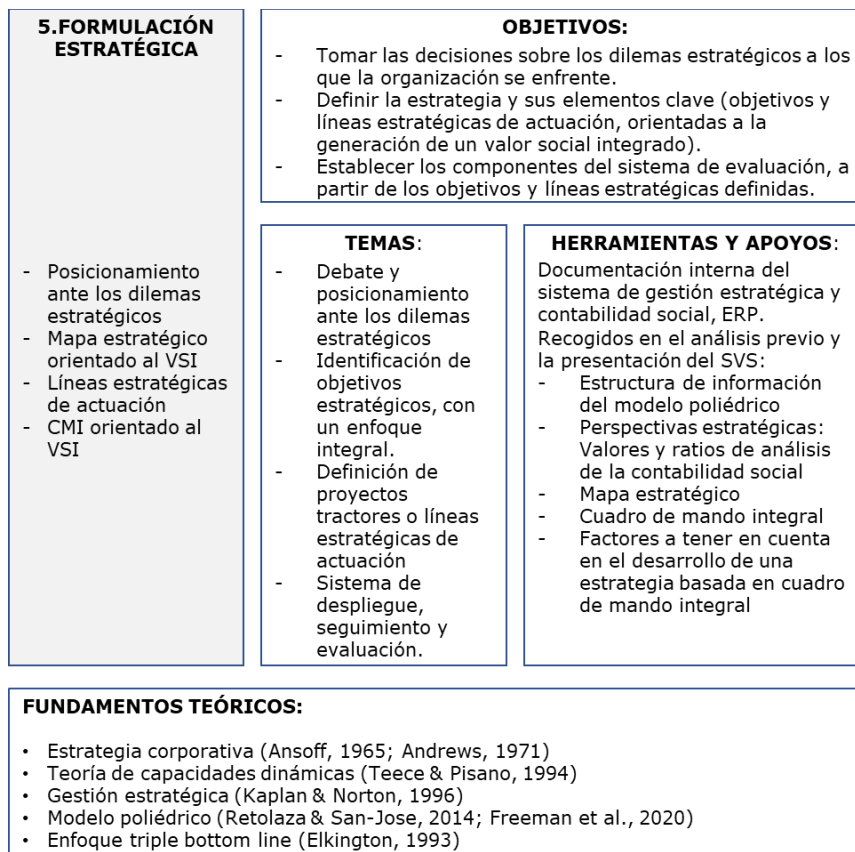 5.FORMULACIÓN
ESTRATÉGICA
- Posicionamiento
ante los dilemas
estratégicos
- Mapa estratégico
orientado al VSI
- Líneas estratégicas
de actuación
- CMI orientado al
VSI
OBJETIVOS:
- Tomar las decisiones sobre los dilemas estratégicos a los
que la organización se enfrente.
- Definir la estrategia y sus elementos clave (objetivos y
líneas estratégicas de actuación, orientadas a la
generación de un valor social integrado).
- Establecer los componentes del sistema de evaluación, a
partir de los objetivos y líneas estratégicas definidas.
TEMAS:
- Debate y
posicionamiento
ante los dilemas
estratégicos
- Identificación de
objetivos
estratégicos, con
un enfoque
integral.
- Definición de
proyectos
tractores o líneas
estratégicas de
actuación
- Sistema de
despliegue,
seguimiento y
evaluación.
HERRAMIENTAS Y APOYOS:
Documentación interna del
sistema de gestión estratégica y
contabilidad social, ERP.
Recogidos en el análisis previo y
la presentación del SVS:
- Estructura de información
del modelo poliédrico
- Perspectivas estratégicas:
Valores y ratios de análisis
de la contabilidad social
- Mapa estratégico
- Cuadro de mando integral
- Factores a tener en cuenta
en el desarrollo de una
estrategia basada en cuadro
de mando integral
FUNDAMENTOS TEÓRICOS:
• Estrategia corporativa (Ansoff, 1965; Andrews, 1971)
• Teoría de capacidades dinámicas (Teece & Pisano, 1994)
• Gestión estratégica (Kaplan & Norton, 1996)
• Modelo poliédrico (Retolaza & San-Jose, 2014; Freeman et al., 2020)
• Enfoque triple bottom line (Elkington, 1993)